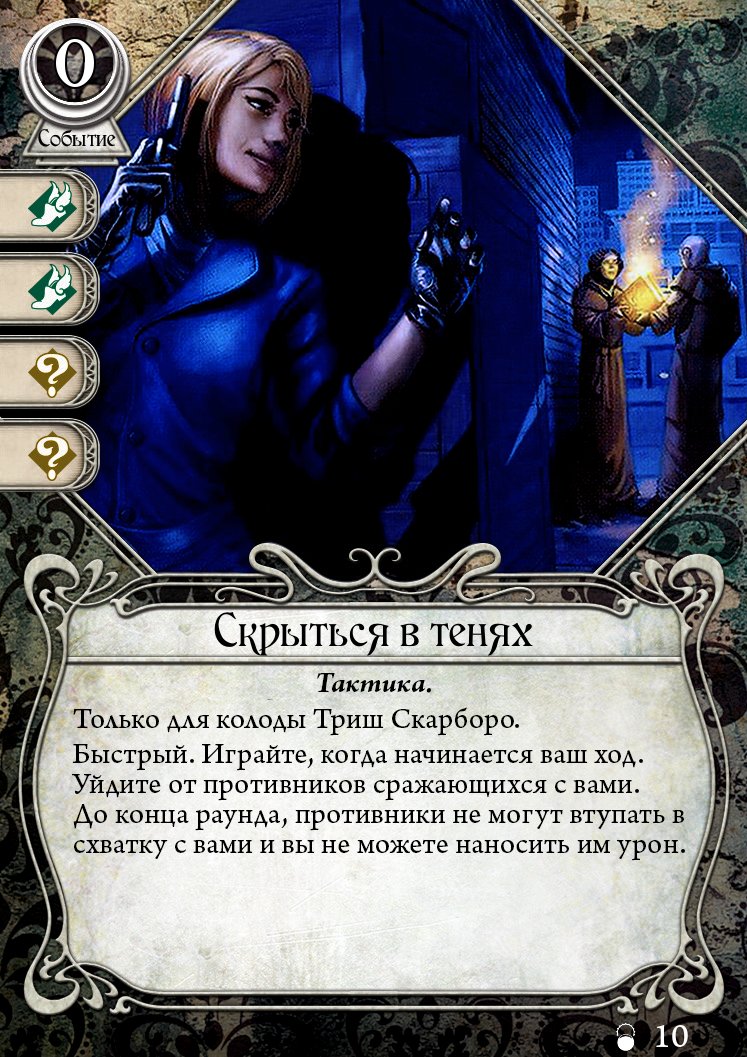 0
Событие
Скрыться в тенях
Тактика.
Только для колоды Триш Скарборо.
Быстрый. Играйте, когда начинается ваш ход.
Уйдите от противников сражающихся с вами.
До конца раунда, противники не могут втупать в
схватку с вами и вы не можете наносить им урон.
10